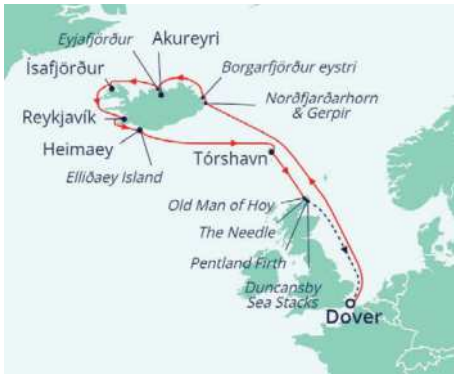 Akureyri
Eyjafjörður
Ísafjörður
Borgarfjörður eystri
Norðfjarðarhorn
& Gerpir
Reykjavík
Heimaey
Elliðaey Island
Tórshavn
Old Man of Hoy
The Needle
Pentland Firth
Duncansby
Sea Stacks
Dover